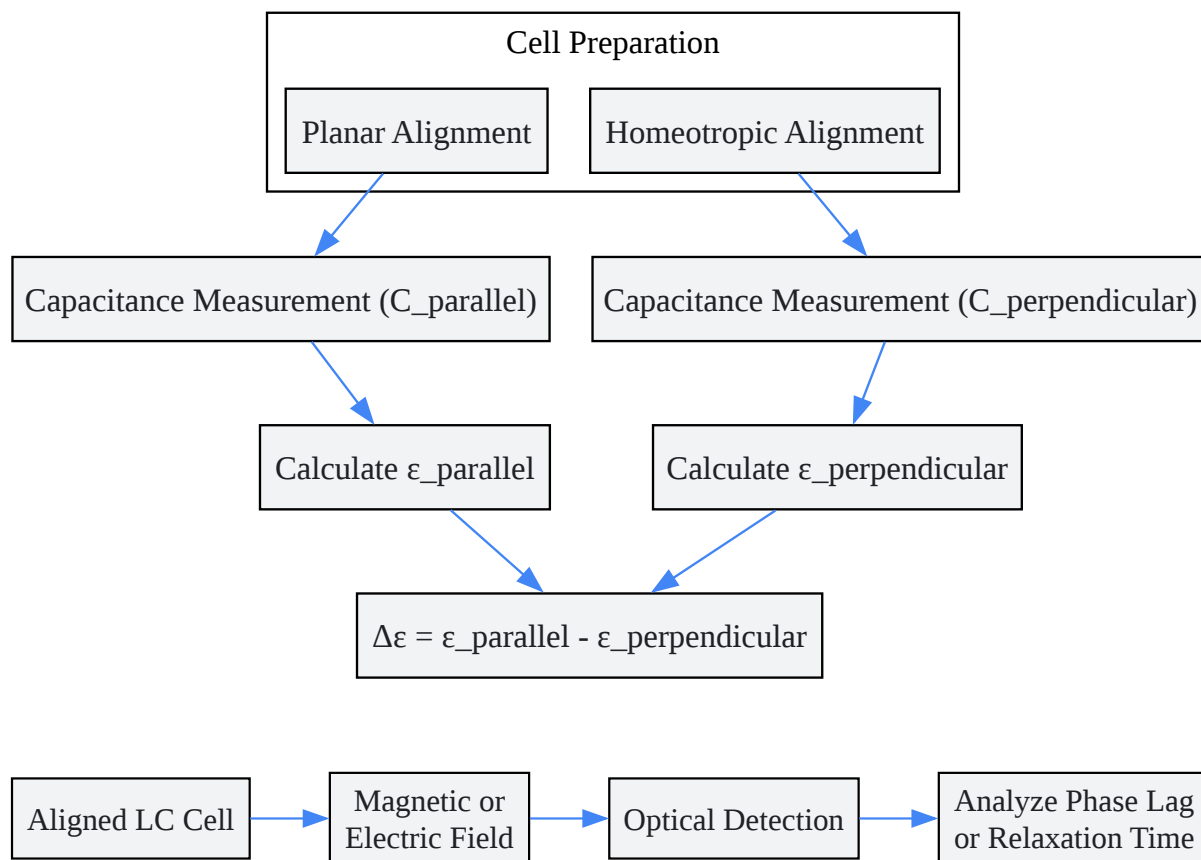 Cell Preparation
Planar Alignment
Homeotropic Alignment
Capacitance Measurement (C_parallel)
Capacitance Measurement (C_perpendicular)
Calculate ε_parallel
Calculate ε_perpendicular
Δε = ε_parallel - ε_perpendicular
Aligned LC Cell
Magnetic or
Electric Field
Optical Detection
Analyze Phase Lag
or Relaxation Time